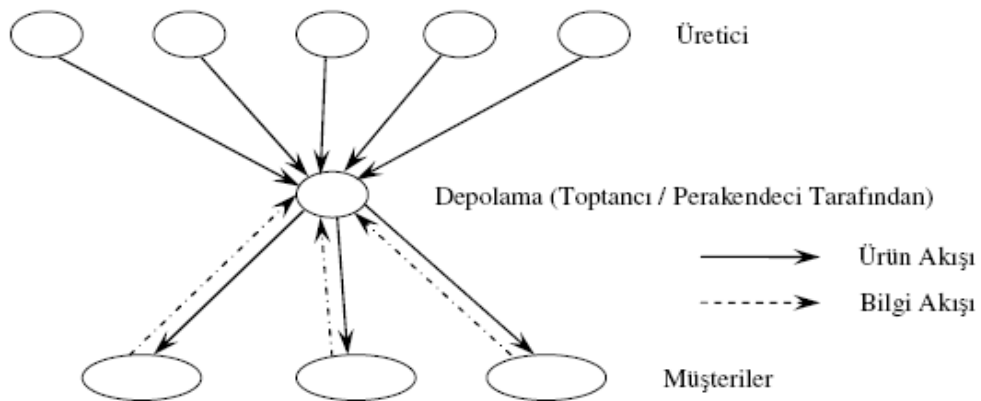 Üretici
Depolama (Toptancı / Perakendeci Tarafından)
Ürün Akışı
Bilgi Akışı
Müşteriler